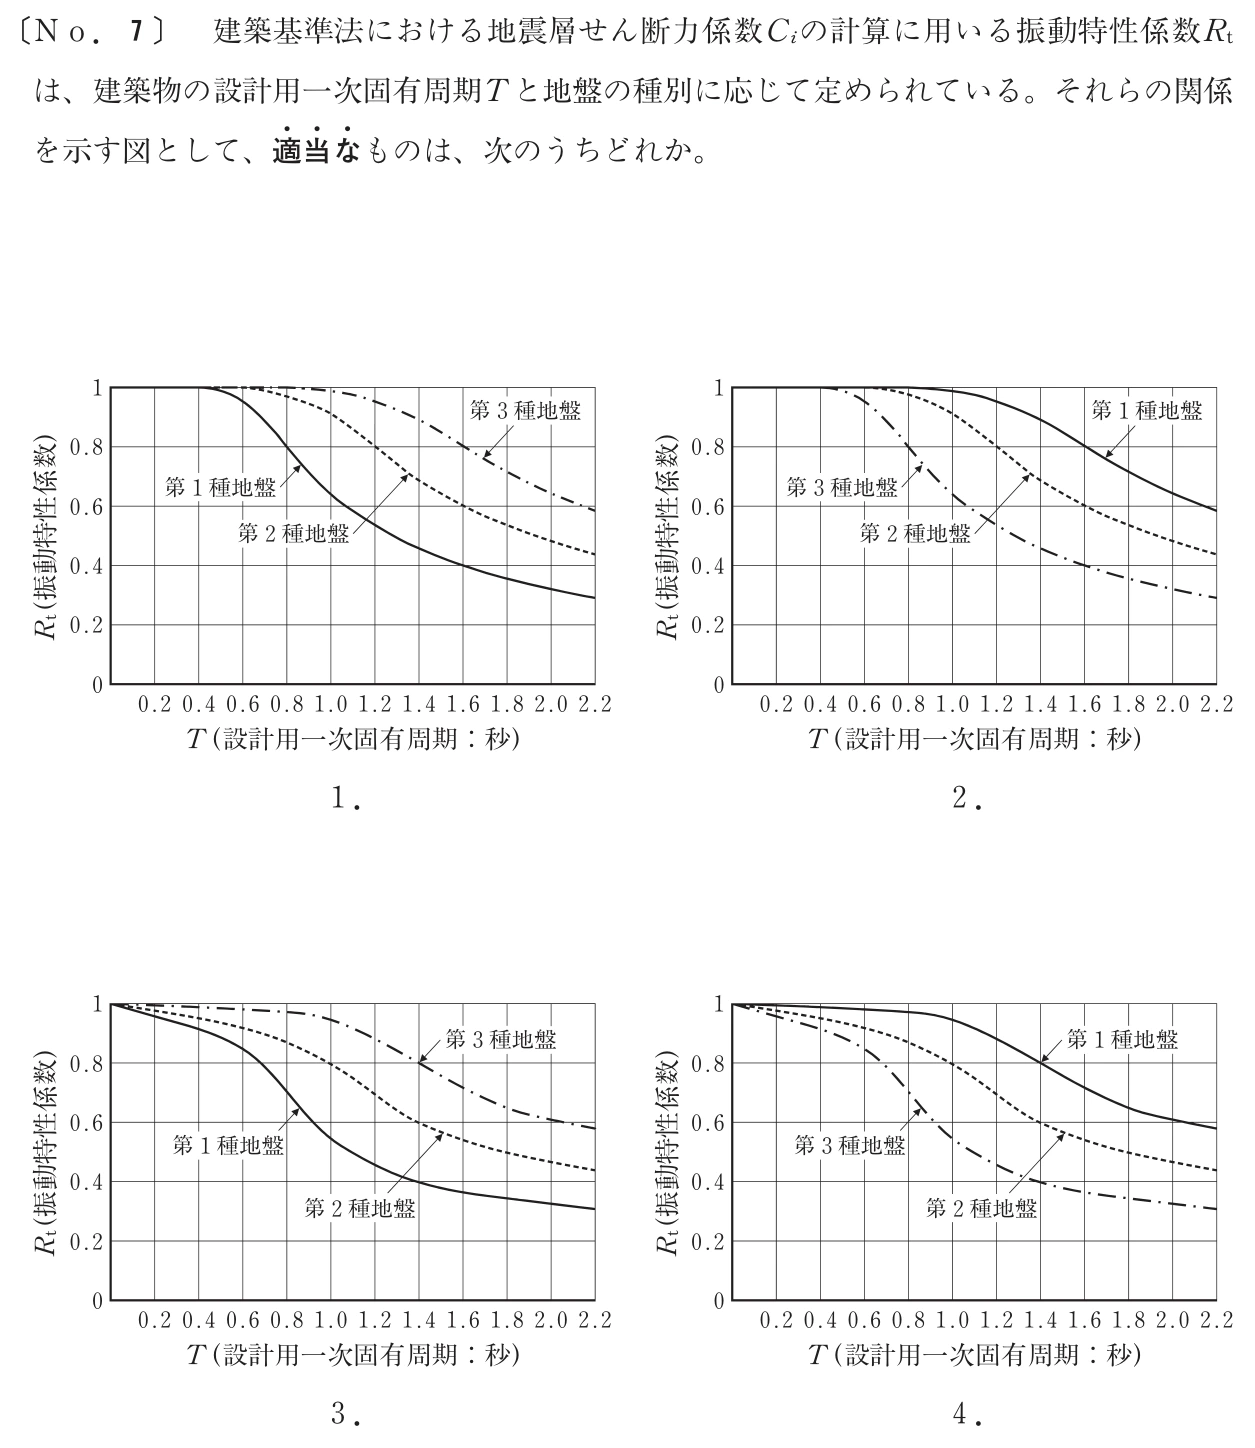 〔Ｎｏ．７〕　建築基準法における地震層せん断力係数Ciの計算に用いる振動特性係数Rt
は、建築物の設計用一次固有周期Tと地盤の種別に応じて定められている。それらの関係
を示す図として、適当なものは、次のうちどれか。
Rt(振動特性係数)
1
0.8
0.6
0.4
0.2
0
第3種地盤
第1種地盤
第2種地盤
0.2 0.4 0.6 0.8 1.0 1.2 1.4 1.6 1.8 2.0 2.2
T(設計用一次固有周期：秒)
1．
Rt(振動特性係数)
1
0.8
0.6
0.4
0.2
0
第1種地盤
第3種地盤
第2種地盤
0.2 0.4 0.6 0.8 1.0 1.2 1.4 1.6 1.8 2.0 2.2
T(設計用一次固有周期：秒)
2．
Rt(振動特性係数)
1
0.8
0.6
0.4
0.2
0
第3種地盤
第1種地盤
第2種地盤
0.2 0.4 0.6 0.8 1.0 1.2 1.4 1.6 1.8 2.0 2.2
T(設計用一次固有周期：秒)
3．
Rt(振動特性係数)
1
0.8
0.6
0.4
0.2
0
第1種地盤
第3種地盤
第2種地盤
0.2 0.4 0.6 0.8 1.0 1.2 1.4 1.6 1.8 2.0 2.2
T(設計用一次固有周期：秒)
4．